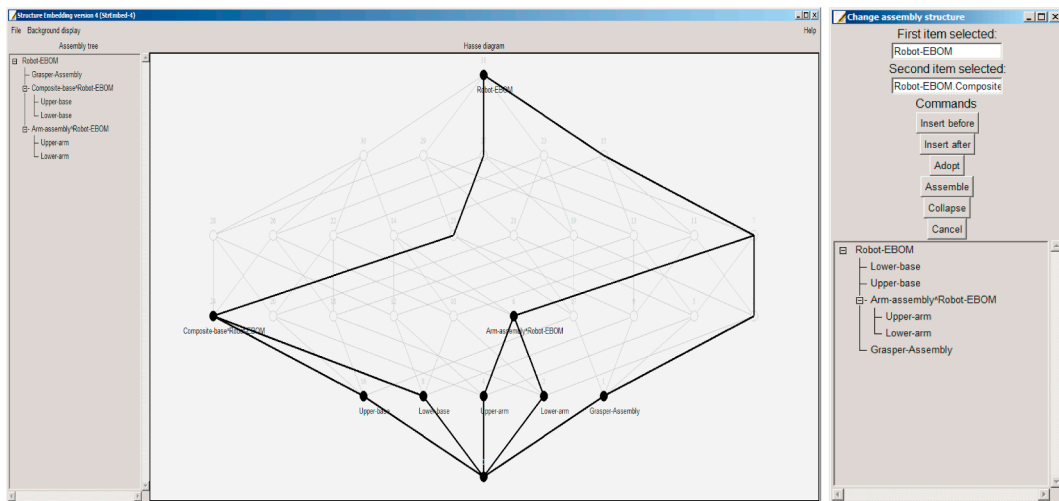 Structure Embedding version 4 (StrEmbed-4)
File Background display Help
Assembly tree
Hasse diagram
Robot-EBOM
Grasper-Assembly
Composite-base*Robot-EBOM
Upper-base
Lower-base
Arm-assembly*Robot-EBOM
Upper-arm
Lower-arm
Robot-EBOM
Composite-base*Robot-EBOM
Arm-assembly*Robot-EBOM
Upper-base
Lower-base
Upper-arm
Lower-arm
Grasper-Assembly
Change assembly structure
First item selected:
Robot-EBOM
Second item selected:
Robot-EBOM.Composite
Commands
Insert before
Insert after
Adopt
Assemble
Collapse
Cancel
Robot-EBOM
Lower-base
Upper-base
Arm-assembly*Robot-EBOM
Upper-arm
Lower-arm
Grasper-Assembly